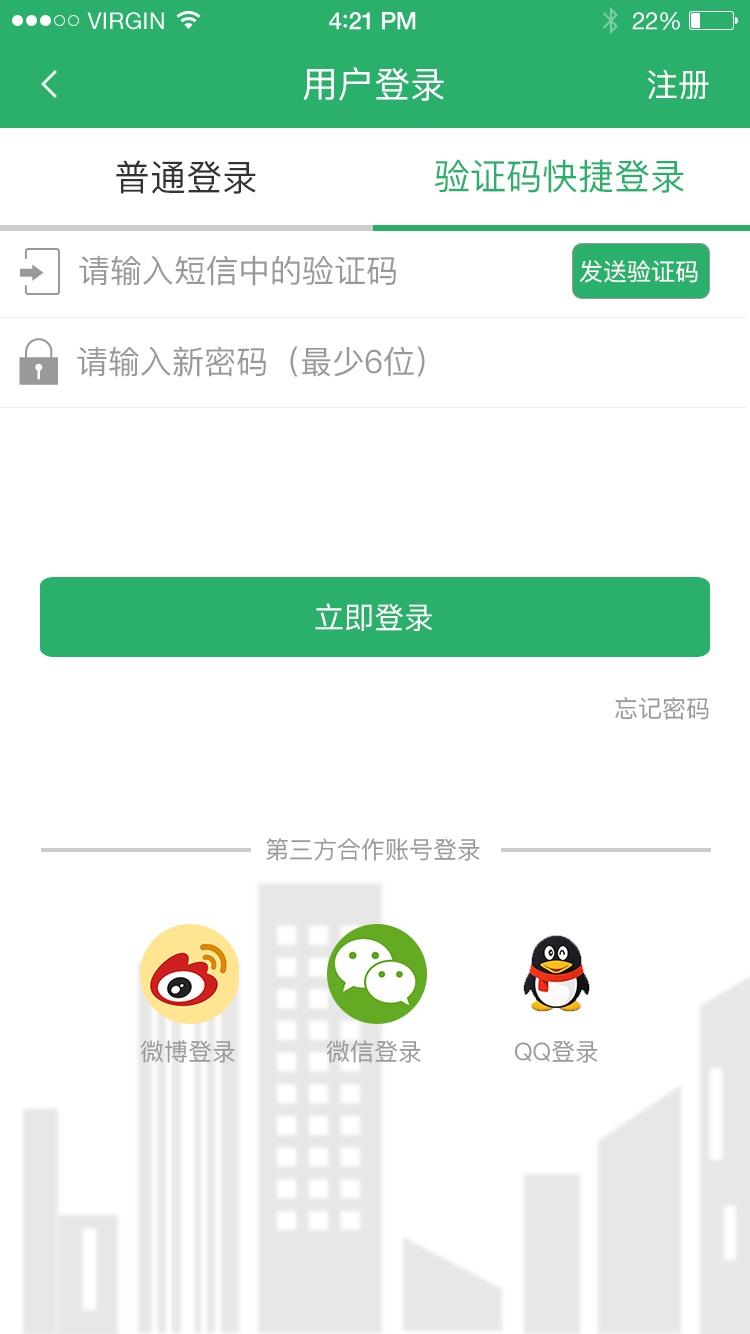 VIRGIN 4:21 PM 22%
用户登录 注册
普通登录 验证码快捷登录
请输入短信中的验证码 发送验证码
请输入新密码（最少6位）
立即登录
忘记密码
第三方合作账号登录
微博登录 微信登录 QQ登录